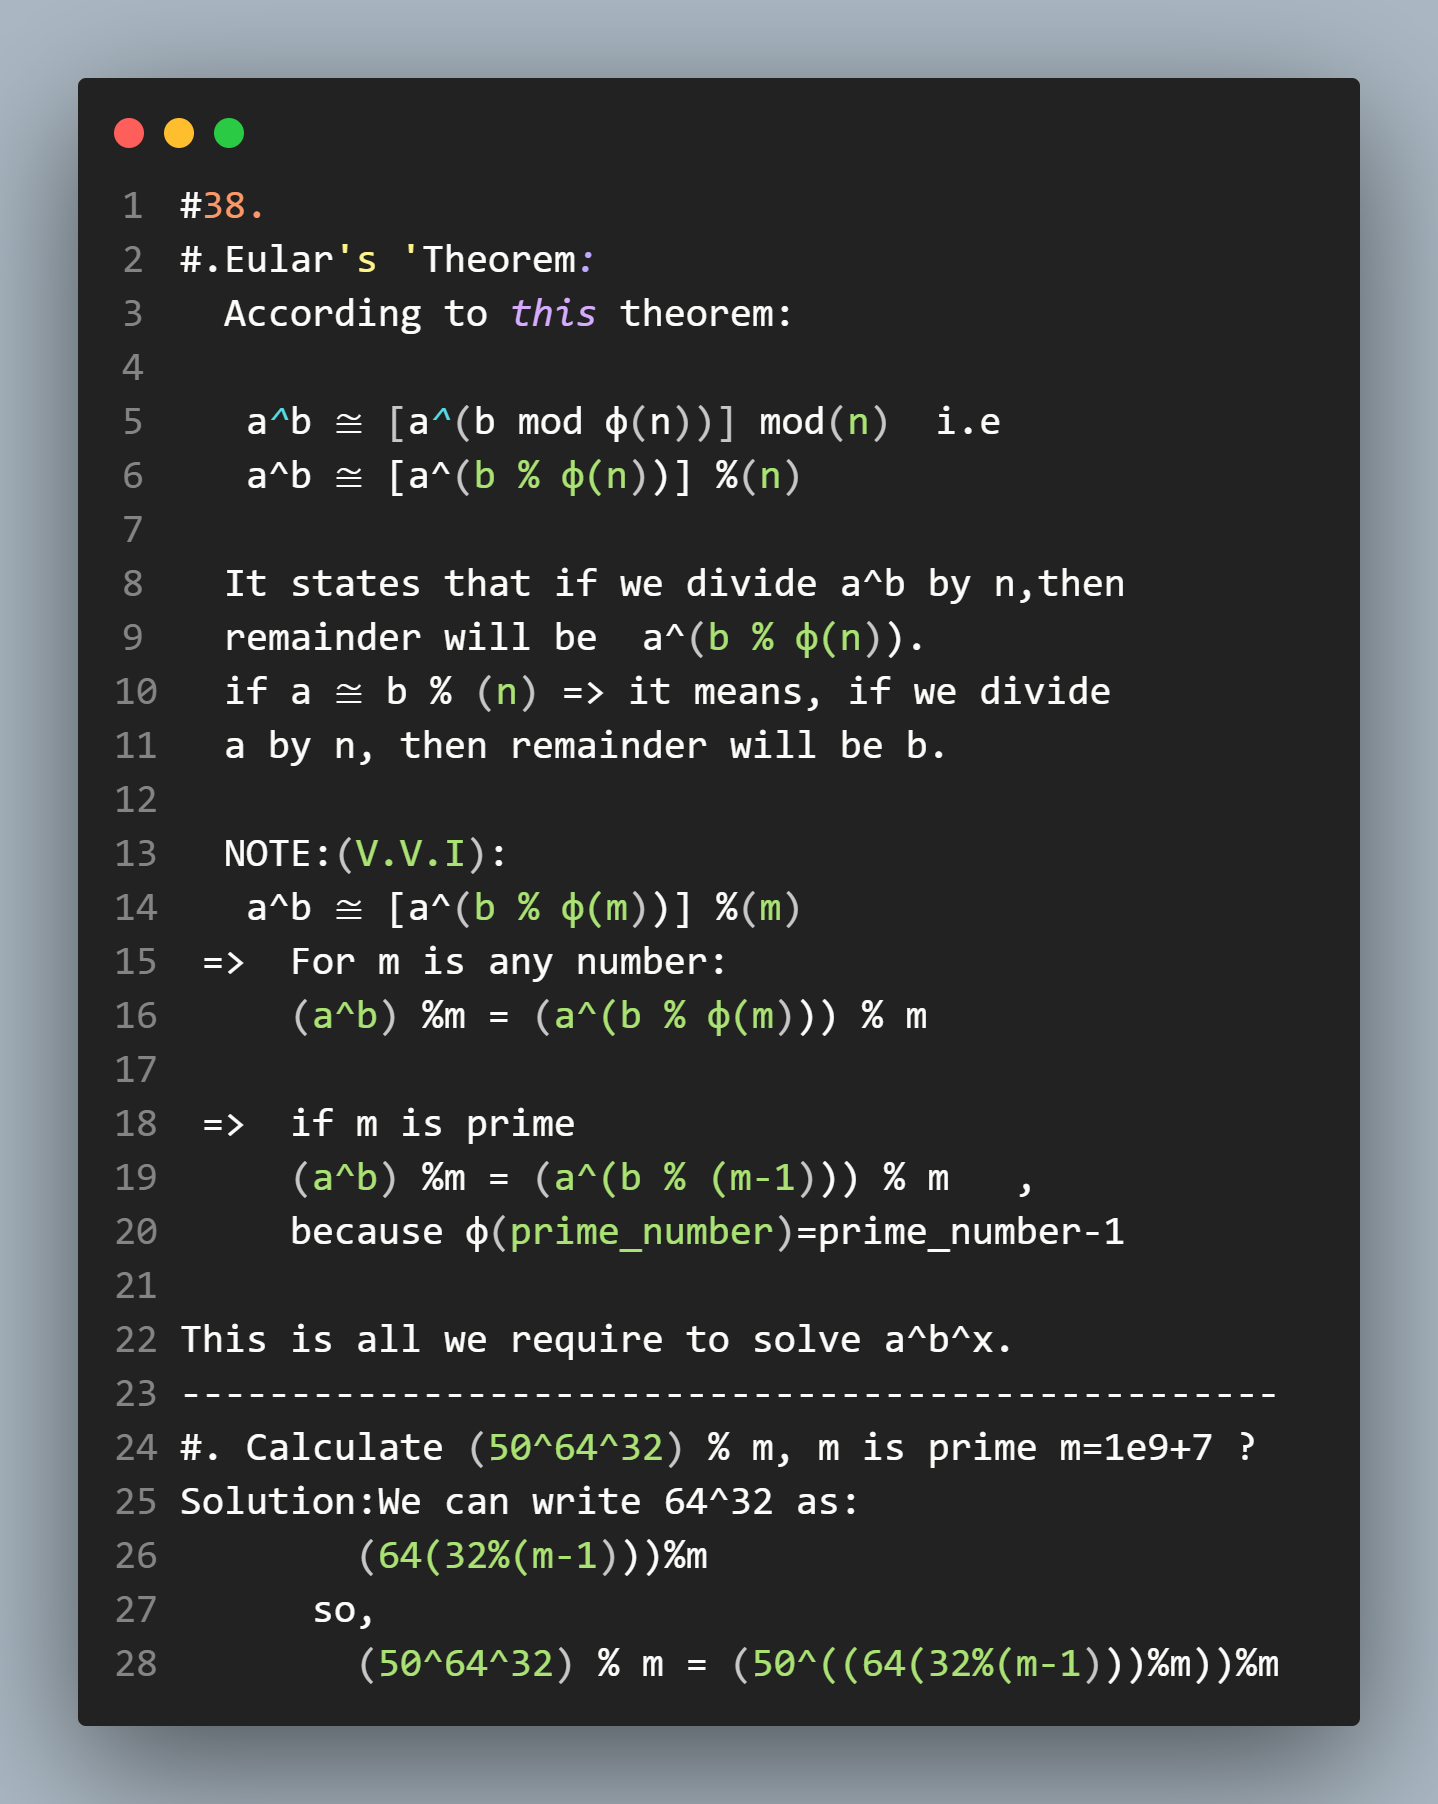 1 #38.
2 #.Eular's 'Theorem:
3 According to this theorem:
4
5 a^b ≅ [a^(b mod ϕ(n))] mod(n) i.e
6 a^b ≅ [a^(b % ϕ(n))] %(n)
7
8 It states that if we divide a^b by n,then
9 remainder will be a^(b % ϕ(n)).
10 if a ≅ b % (n) => it means, if we divide
11 a by n, then remainder will be b.
12
13 NOTE:(V.V.I):
14 a^b ≅ [a^(b % ϕ(m))] %(m)
15 => For m is any number:
16 (a^b) %m = (a^(b % ϕ(m))) % m
17
18 => if m is prime
19 (a^b) %m = (a^(b % (m-1))) % m ,
20 because ϕ(prime_number)=prime_number-1
21
22 This is all we require to solve a^b^x.
23 --------------------------------------------------
24 #. Calculate (50^64^32) % m, m is prime m=1e9+7 ?
25 Solution:We can write 64^32 as:
26 (64(32%(m-1)))%m
27 so,
28 (50^64^32) % m = (50^((64(32%(m-1)))%m))%m